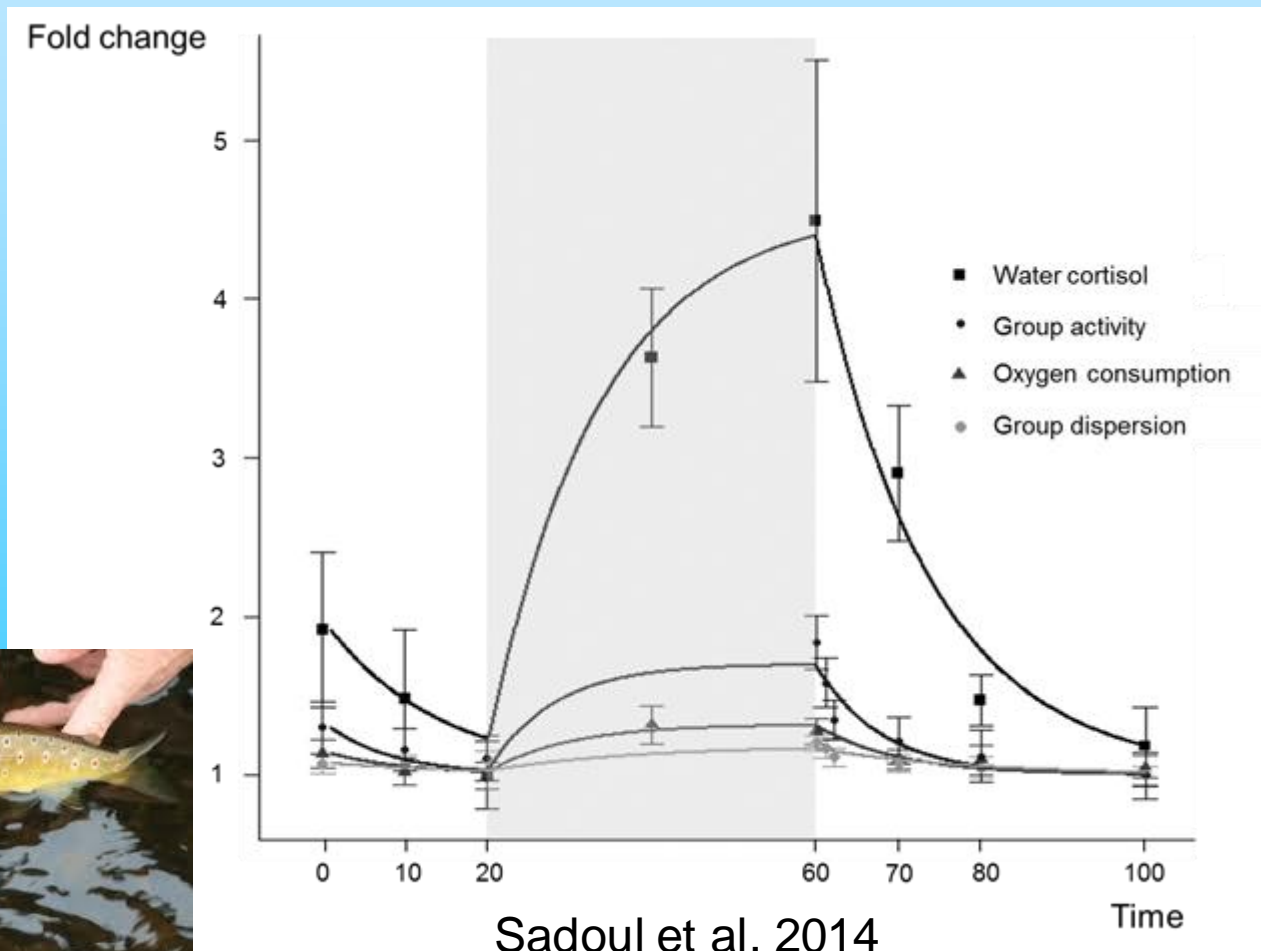 Fold change
5
4
3
2
1
Water cortisol
Group activity
Oxygen consumption
Group dispersion
0 10 20 60 70 80 100
Time
Sadoul et al. 2014